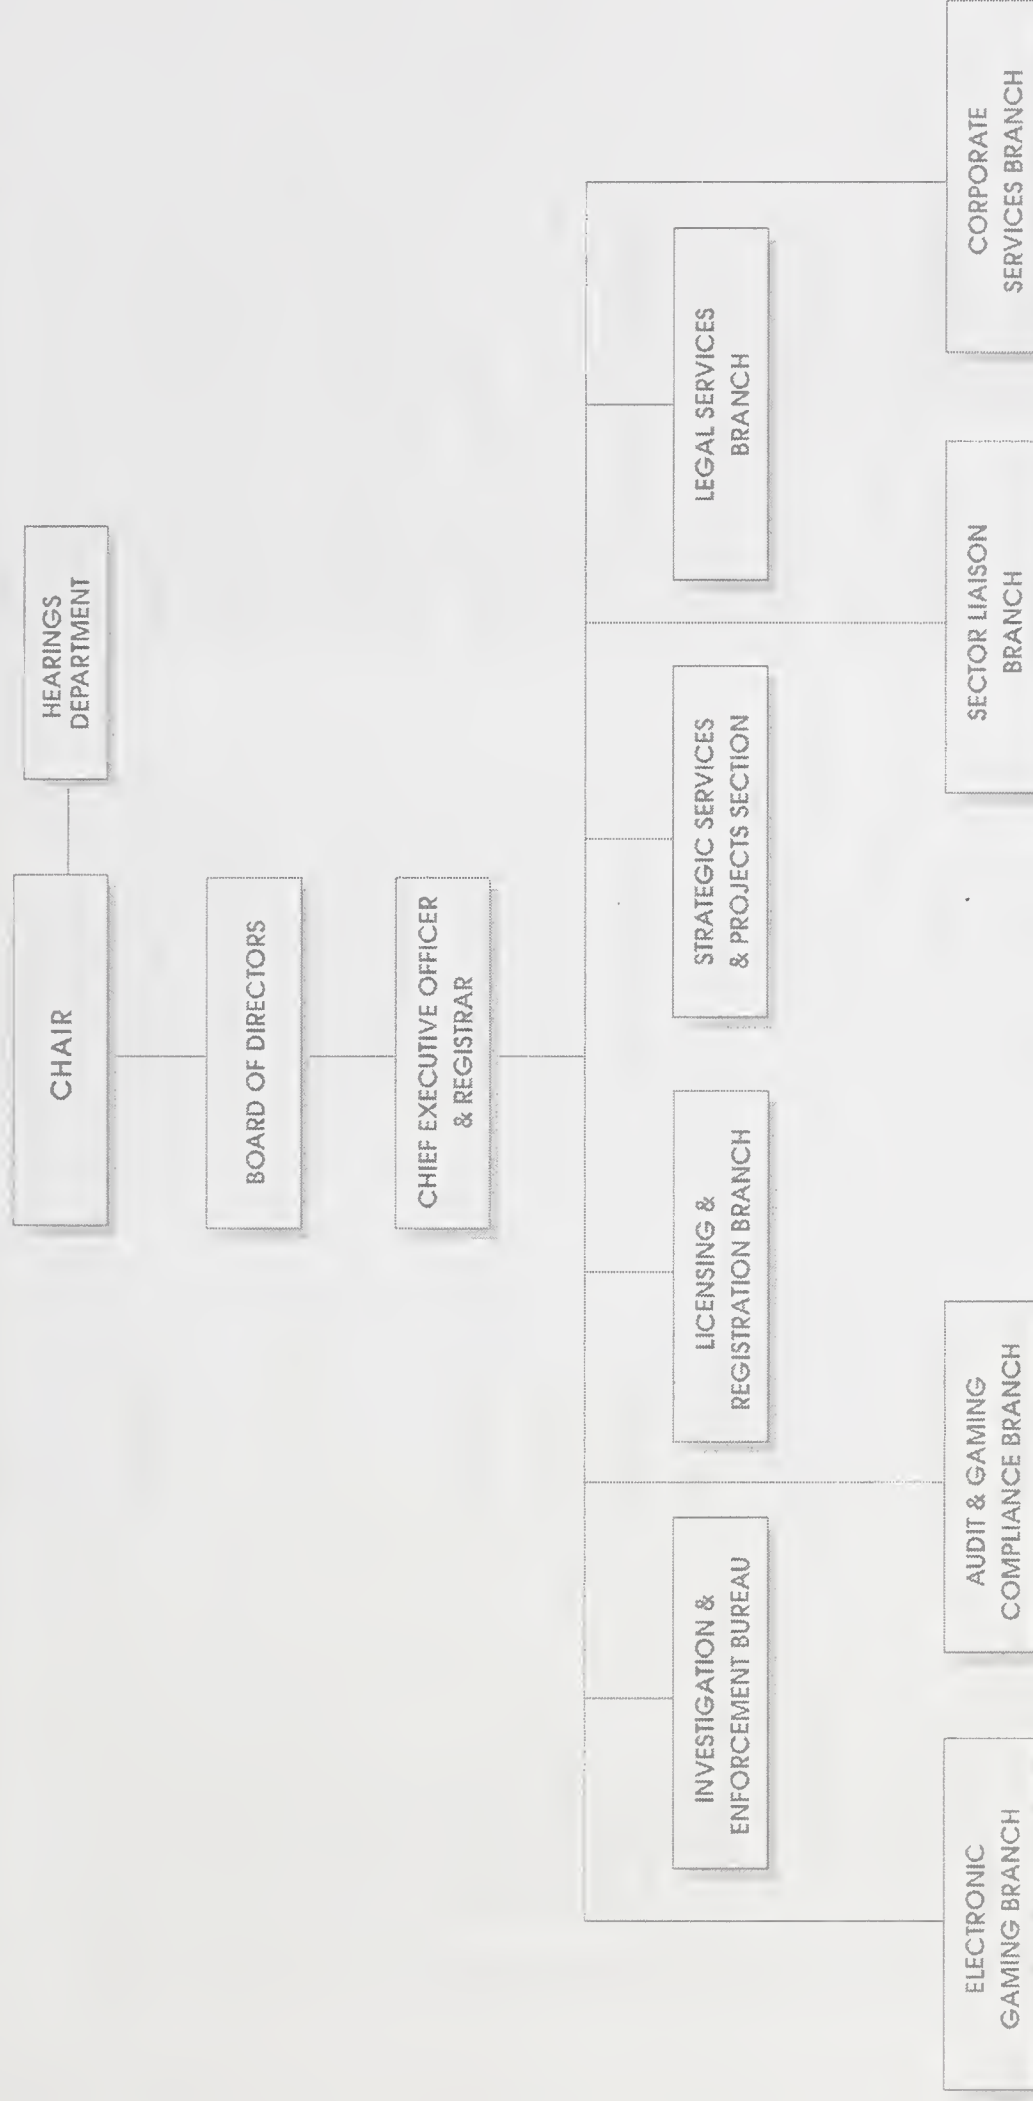 CHAIR
HEARINGS
DEPARTMENT
BOARD OF DIRECTORS
CHIEF EXECUTIVE OFFICER
& REGISTRAR
INVESTIGATION &
ENFORCEMENT BUREAU
LICENSING &
REGISTRATION BRANCH
STRATEGIC SERVICES
& PROJECTS SECTION
LEGAL SERVICES
BRANCH
ELECTRONIC
GAMING BRANCH
AUDIT & GAMING
COMPLIANCE BRANCH
SECTOR LIAISON
BRANCH
CORPORATE
SERVICES BRANCH